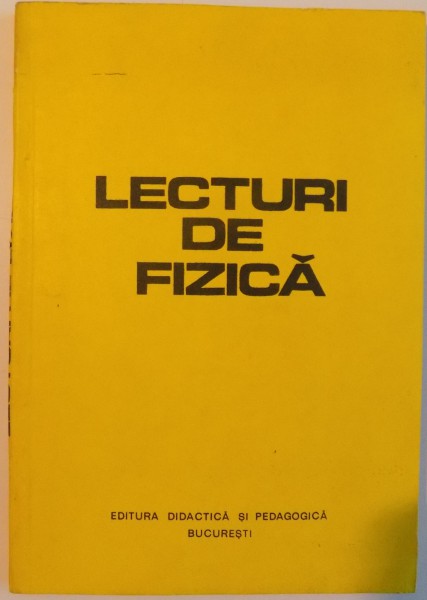 LECTURI
DE
FIZICĂ
EDITURA DIDACTICĂ ȘI PEDAGOGICĂ
BUCUREȘTI